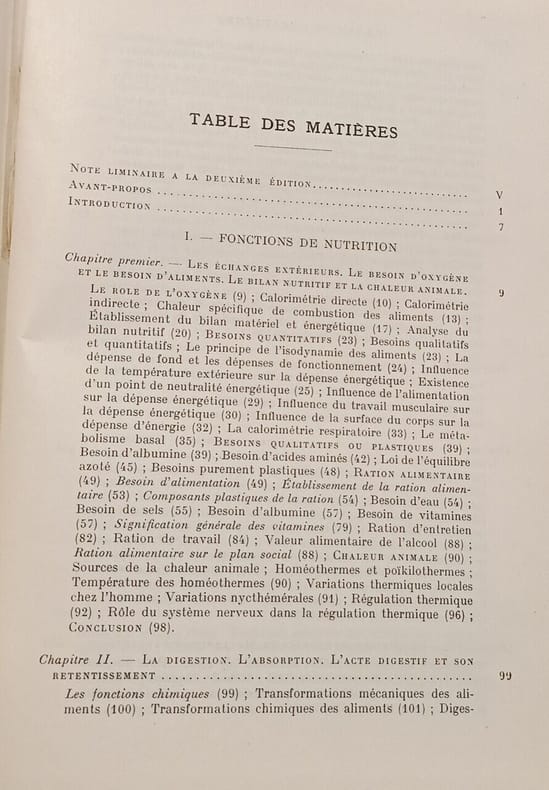 TABLE DES MATIÈRES
NOTE LIMINAIRE A LA DEUXIÈME ÉDITION............................ V
AVANT-PROPOS .................................................. 1
INTRODUCTION .................................................. 7
I. — FONCTIONS DE NUTRITION
Chapitre premier. — LES ÉCHANGES EXTÉRIEURS. LE BESOIN D'OXYGÈNE
ET LE BESOIN D'ALIMENTS. LE BILAN NUTRITIF ET LA CHALEUR ANIMALE. 9
LE ROLE DE L'OXYGÈNE (9) ; Calorimétrie directe (10) ; Calorimétrie
indirecte ; Chaleur spécifique de combustion des aliments (13) ;
Établissement du bilan matériel et énergétique (17) ; Analyse du
bilan nutritif (20) ; BESOINS QUANTITATIFS (23) ; Besoins qualitatifs
et quantitatifs ; Le principe de l'isodynamie des aliments (23) ; La
dépense de fond et les dépenses de fonctionnement (24) ; Influence
de la température extérieure sur la dépense énergétique ; Existence
d'un point de neutralité énergétique (25) ; Influence de l'alimentation
sur la dépense énergétique (29) ; Influence du travail musculaire sur
la dépense énergétique (30) ; Influence de la surface du corps sur la
dépense d'énergie (32) ; La calorimétrie respiratoire (33) ; Le méta-
bolisme basal (35) ; BESOINS QUALITATIFS OU PLASTIQUES (39) ;
Besoin d'albumine (39) ; Besoin d'acides aminés (42) ; Loi de l'équilibre
azoté (45) ; Besoins purement plastiques (48) ; RATION ALIMENTAIRE
(49) ; Besoin d'alimentation (49) ; Établissement de la ration alimen-
taire (53) ; Composants plastiques de la ration (54) ; Besoin d'eau (54) ;
Besoin de sels (55) ; Besoin d'albumine (57) ; Besoin de vitamines
(57) ; Signification générale des vitamines (79) ; Ration d'entretien
(82) ; Ration de travail (84) ; Valeur alimentaire de l'alcool (88) ;
Ration alimentaire sur le plan social (88) ; CHALEUR ANIMALE (90) ;
Sources de la chaleur animale ; Homéothermes et poïkilothermes ;
Température des homéothermes (90) ; Variations thermiques locales
chez l'homme ; Variations nycthémérales (91) ; Régulation thermique
(92) ; Rôle du système nerveux dans la régulation thermique (96) ;
CONCLUSION (98).
Chapitre II. — LA DIGESTION. L'ABSORPTION. L'ACTE DIGESTIF ET SON
RETENTISSEMENT ................................................ 99
Les fonctions chimiques (99) ; Transformations mécaniques des ali-
ments (100) ; Transformations chimiques des aliments (101) ; Diges-